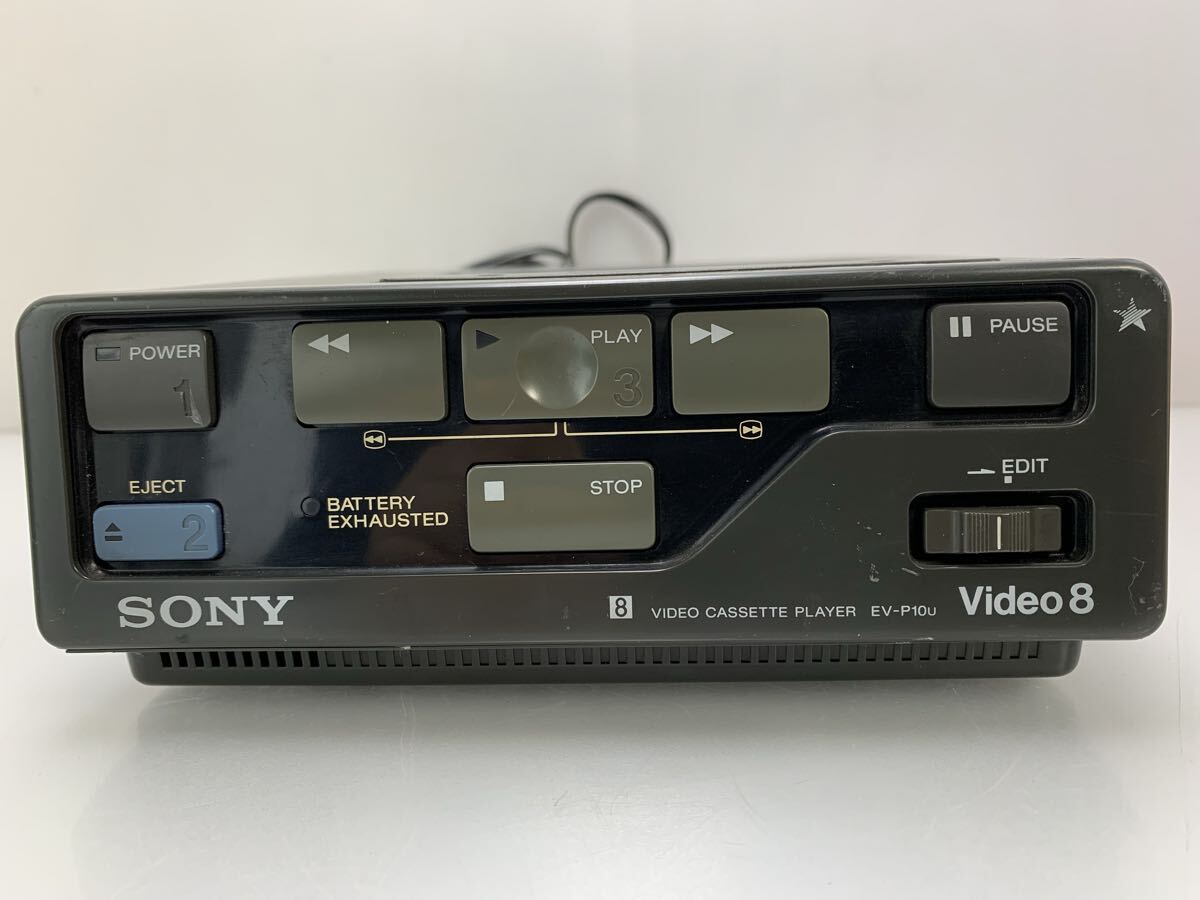 POWER
1
PLAY
3
PAUSE
EJECT
2
BATTERY
EXHAUSTED
STOP
EDIT
SONY
8 VIDEO CASSETTE PLAYER EV-P10U
Video 8